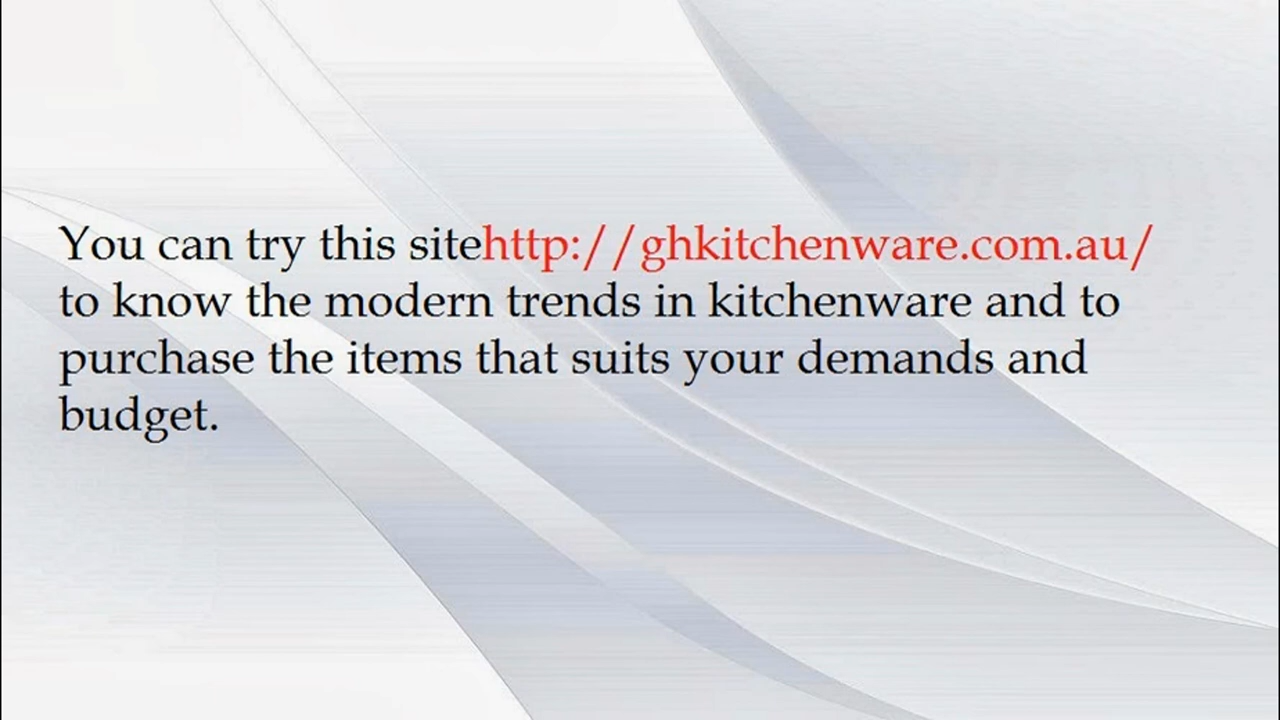 You can try this sitehttp://ghkitchenware.com.au/
to know the modern trends in kitchenware and to
purchase the items that suits your demands and
budget.